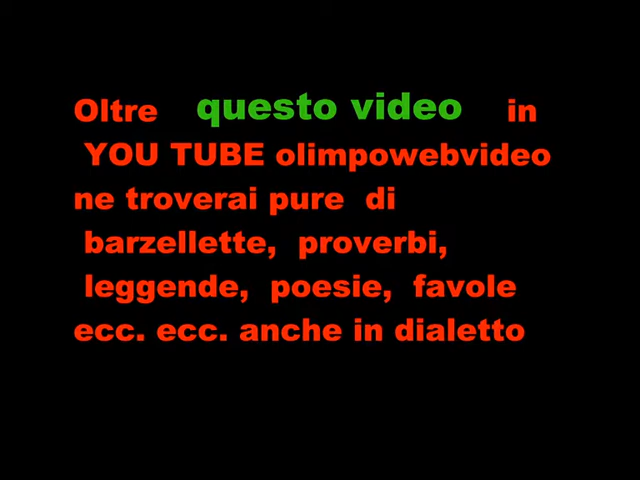 Oltre questo video in
YOU TUBE olimpowebvideo
ne troverai pure di
barzellette, proverbi,
leggende, poesie, favole
ecc. ecc. anche in dialetto